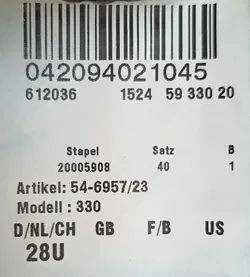 042094021045
612036 1524 59 330 20
Stapel Satz B
20005908 40 1
Artikel: 54-6957/23
Modell : 330
D/NL/CH GB F/B US
28U